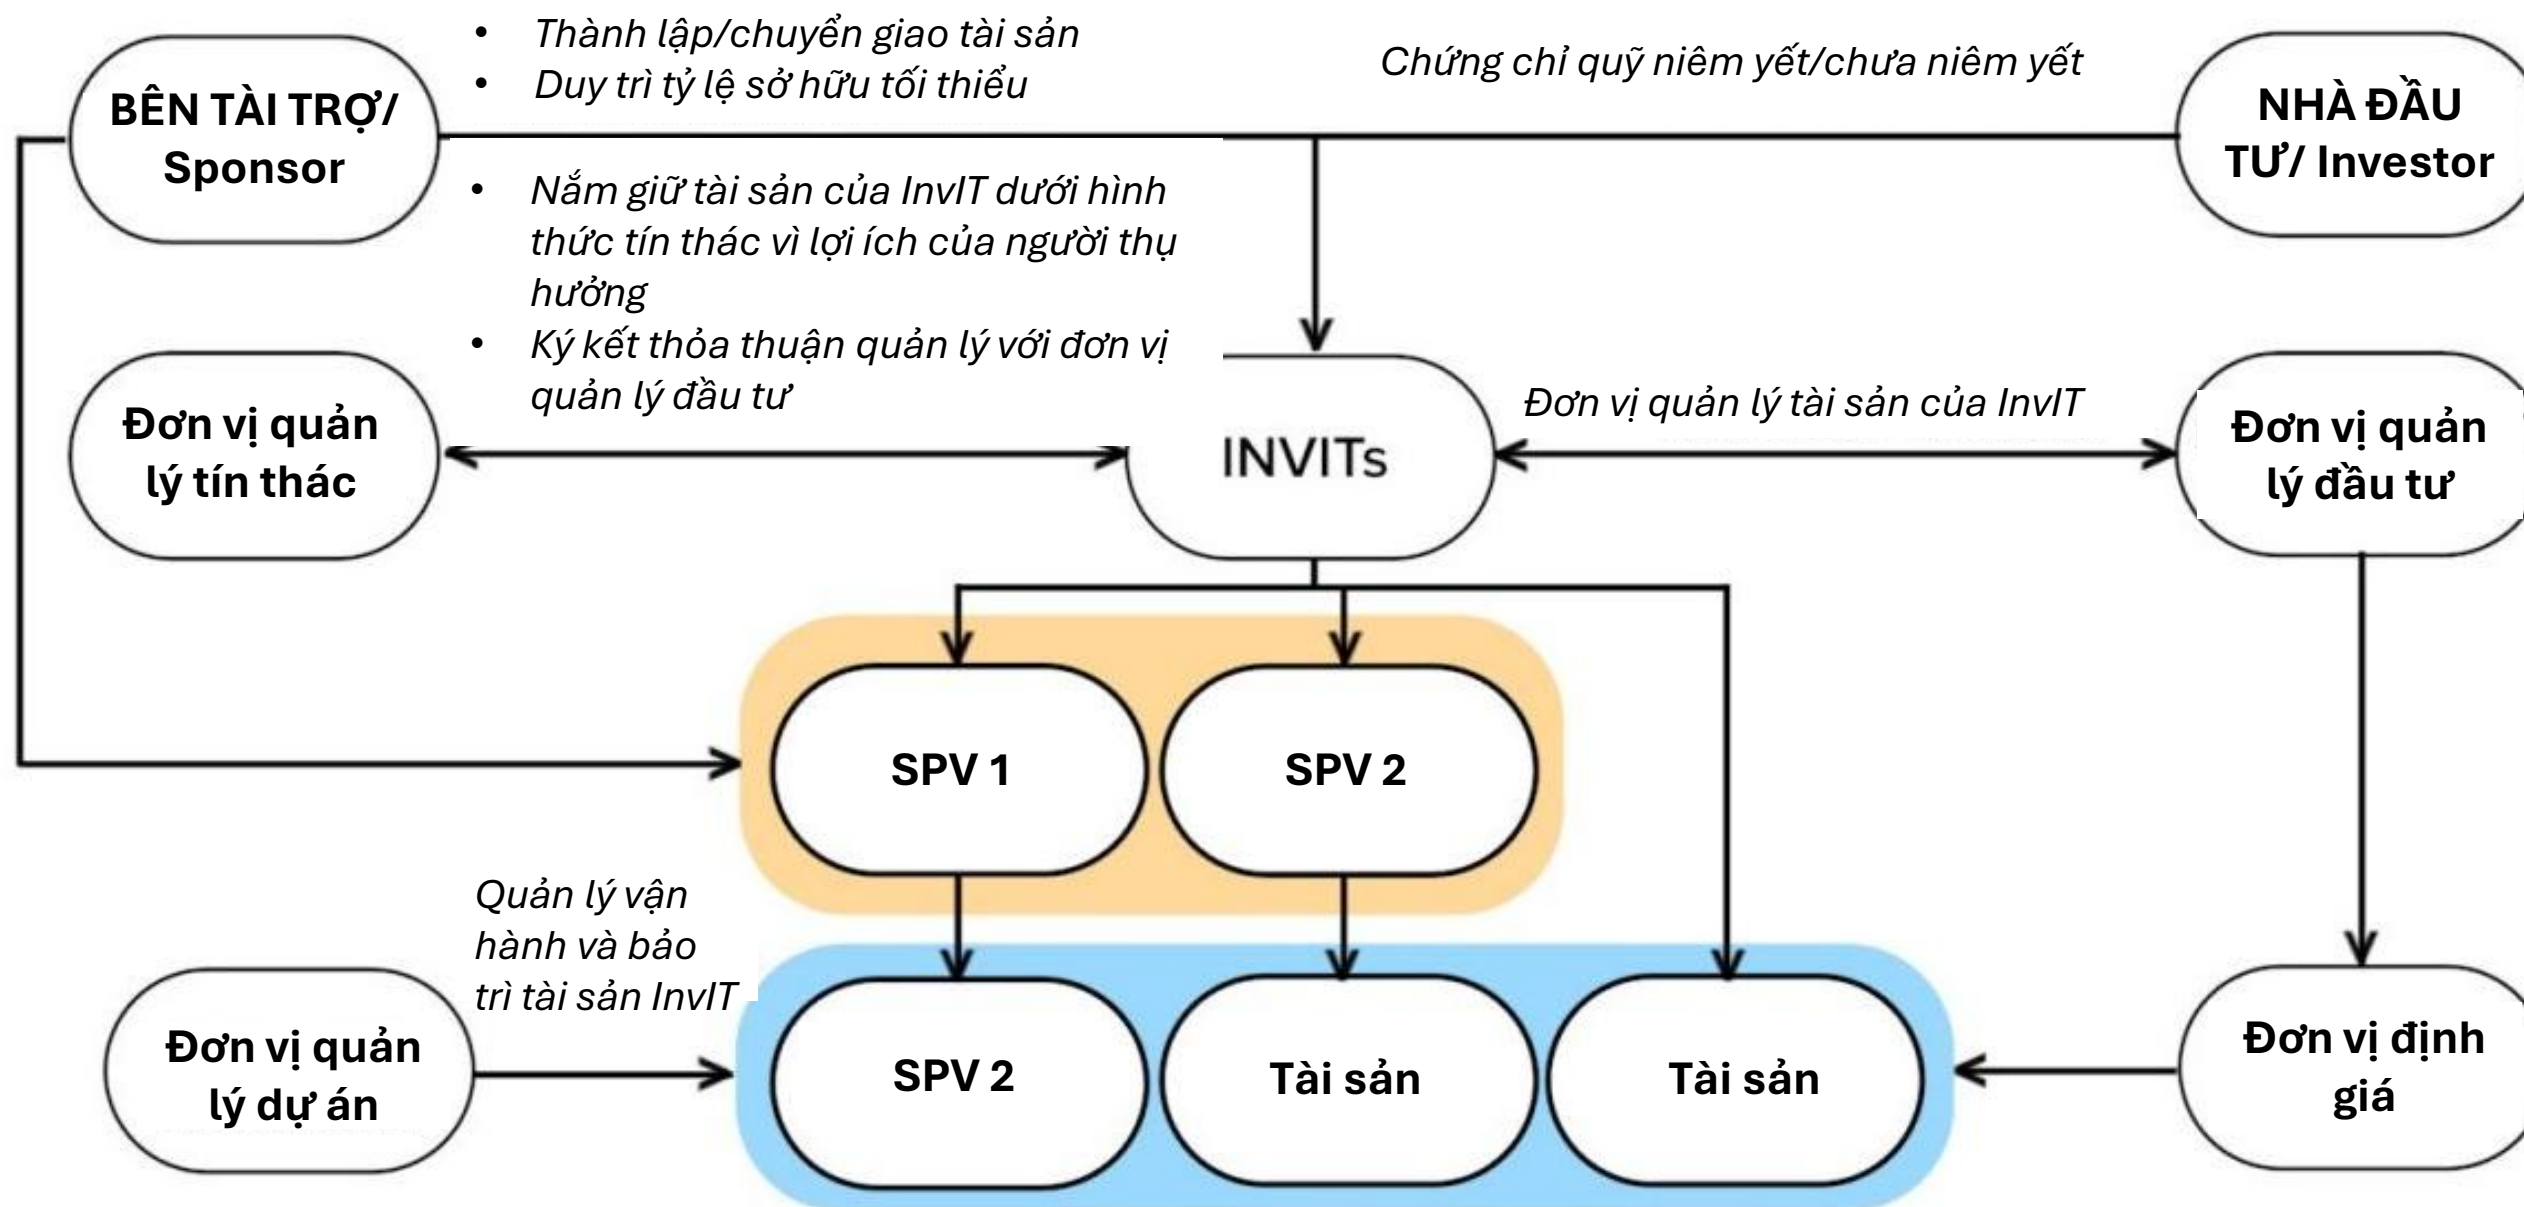 • Thành lập/chuyển giao tài sản
• Duy trì tỷ lệ sở hữu tối thiểu
Chứng chỉ quỹ niêm yết/chưa niêm yết
BÊN TÀI TRỢ/
Sponsor
NHÀ ĐẦU
TƯ/ Investor
• Nắm giữ tài sản của InvIT dưới hình
thức tín thác vì lợi ích của người thụ
hưởng
• Ký kết thỏa thuận quản lý với đơn vị
quản lý đầu tư
Đơn vị quản
lý tín thác
INVITs
Đơn vị quản lý tài sản của InvIT
Đơn vị quản
lý đầu tư
SPV 1
SPV 2
Quản lý vận
hành và bảo
trì tài sản InvIT
Đơn vị quản
lý dự án
SPV 2
Tài sản
Tài sản
Đơn vị định
giá